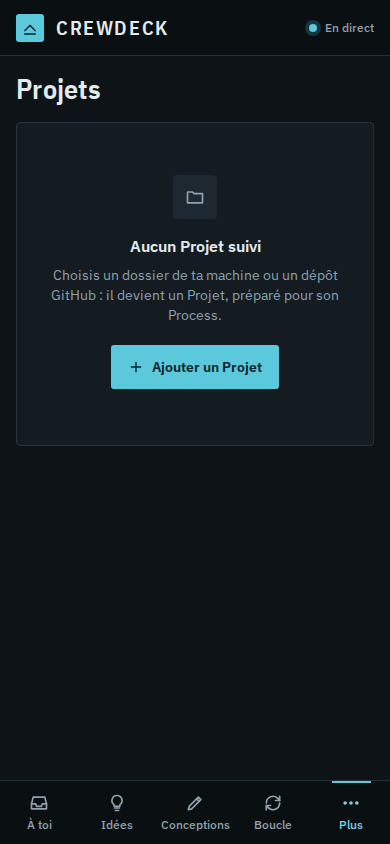 CREWDECK
En direct
Projets
Aucun Projet suivi
Choisis un dossier de ta machine ou un dépôt
GitHub : il devient un Projet, préparé pour son
Process.
Ajouter un Projet
À toi
Idées
Conceptions
Boucle
Plus